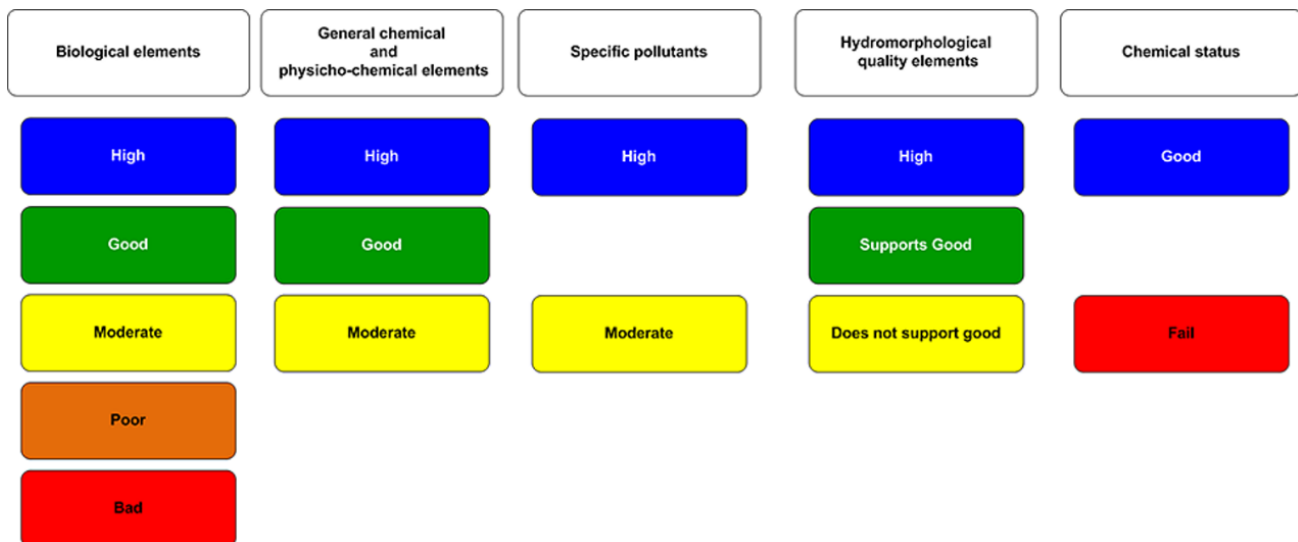 Biological elements
General chemical
and
physicho-chemical elements
Specific pollutants
Hydromorphological
quality elements
Chemical status
High
High
High
High
Good
Good
Good
Supports Good
Moderate
Moderate
Moderate
Does not support good
Fail
Poor
Bad